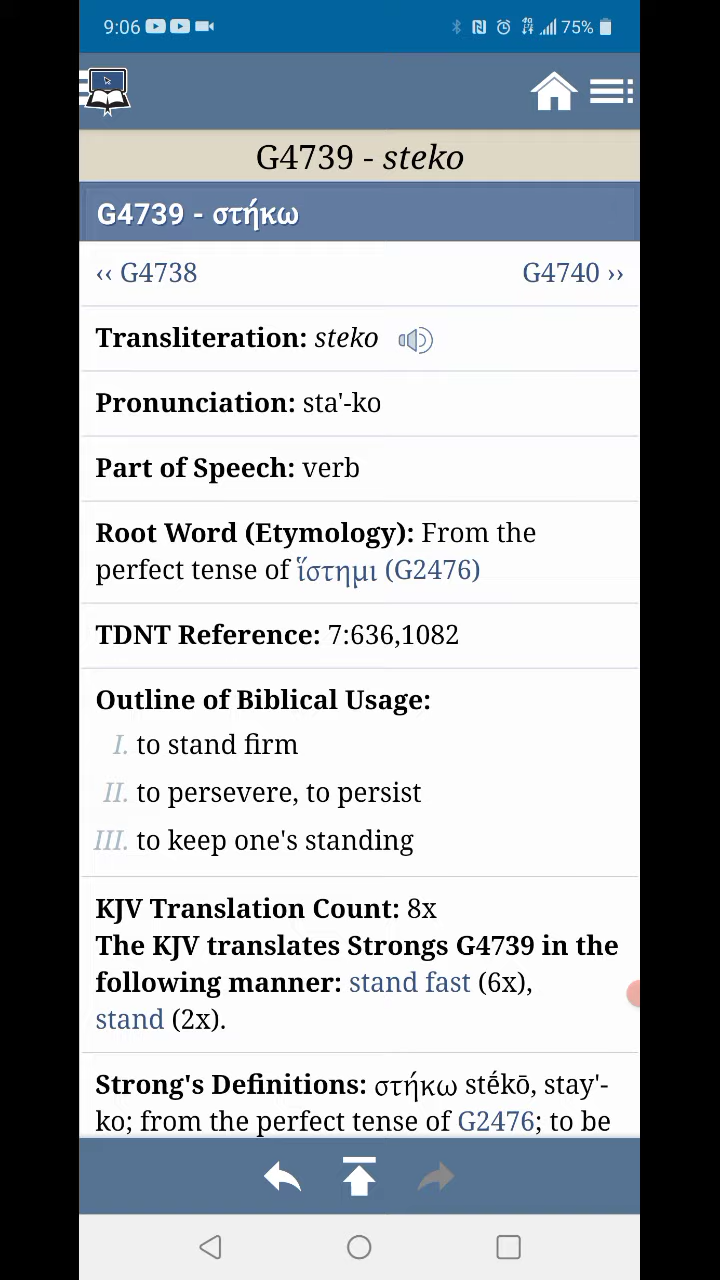 9:06 4G 75%
G4739 - steko
G4739 - στήκω
‹‹ G4738 G4740 ››
Transliteration: steko
Pronunciation: sta'-ko
Part of Speech: verb
Root Word (Etymology): From the
perfect tense of ἵστημι (G2476)
TDNT Reference: 7:636,1082
Outline of Biblical Usage:
I. to stand firm
II. to persevere, to persist
III. to keep one's standing
KJV Translation Count: 8x
The KJV translates Strongs G4739 in the
following manner: stand fast (6x),
stand (2x).
Strong's Definitions: στήκω stḗkō, stay'-
ko; from the perfect tense of G2476; to be